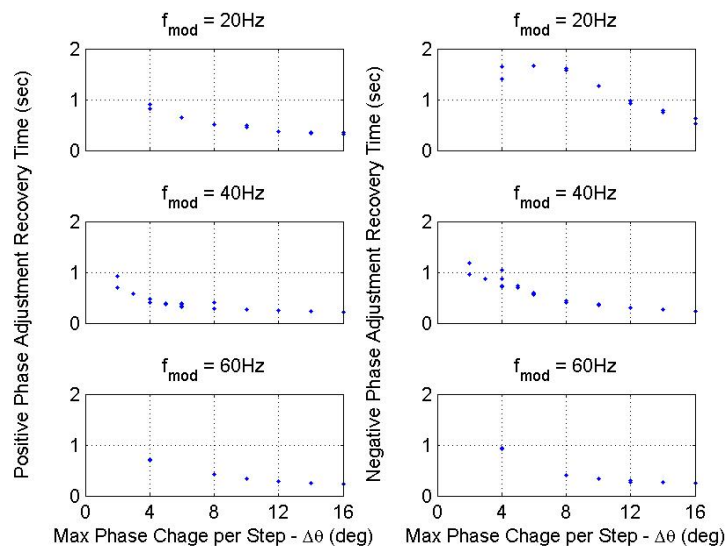 f_mod = 20Hz
f_mod = 20Hz
Positive Phase Adjustment Recovery Time (sec)
2
1
0
Negative Phase Adjustment Recovery Time (sec)
2
1
0
f_mod = 40Hz
f_mod = 40Hz
2
1
0
2
1
0
f_mod = 60Hz
f_mod = 60Hz
2
1
0
2
1
0
0 4 8 12 16
0 4 8 12 16
Max Phase Chage per Step - Δθ (deg)
Max Phase Chage per Step - Δθ (deg)